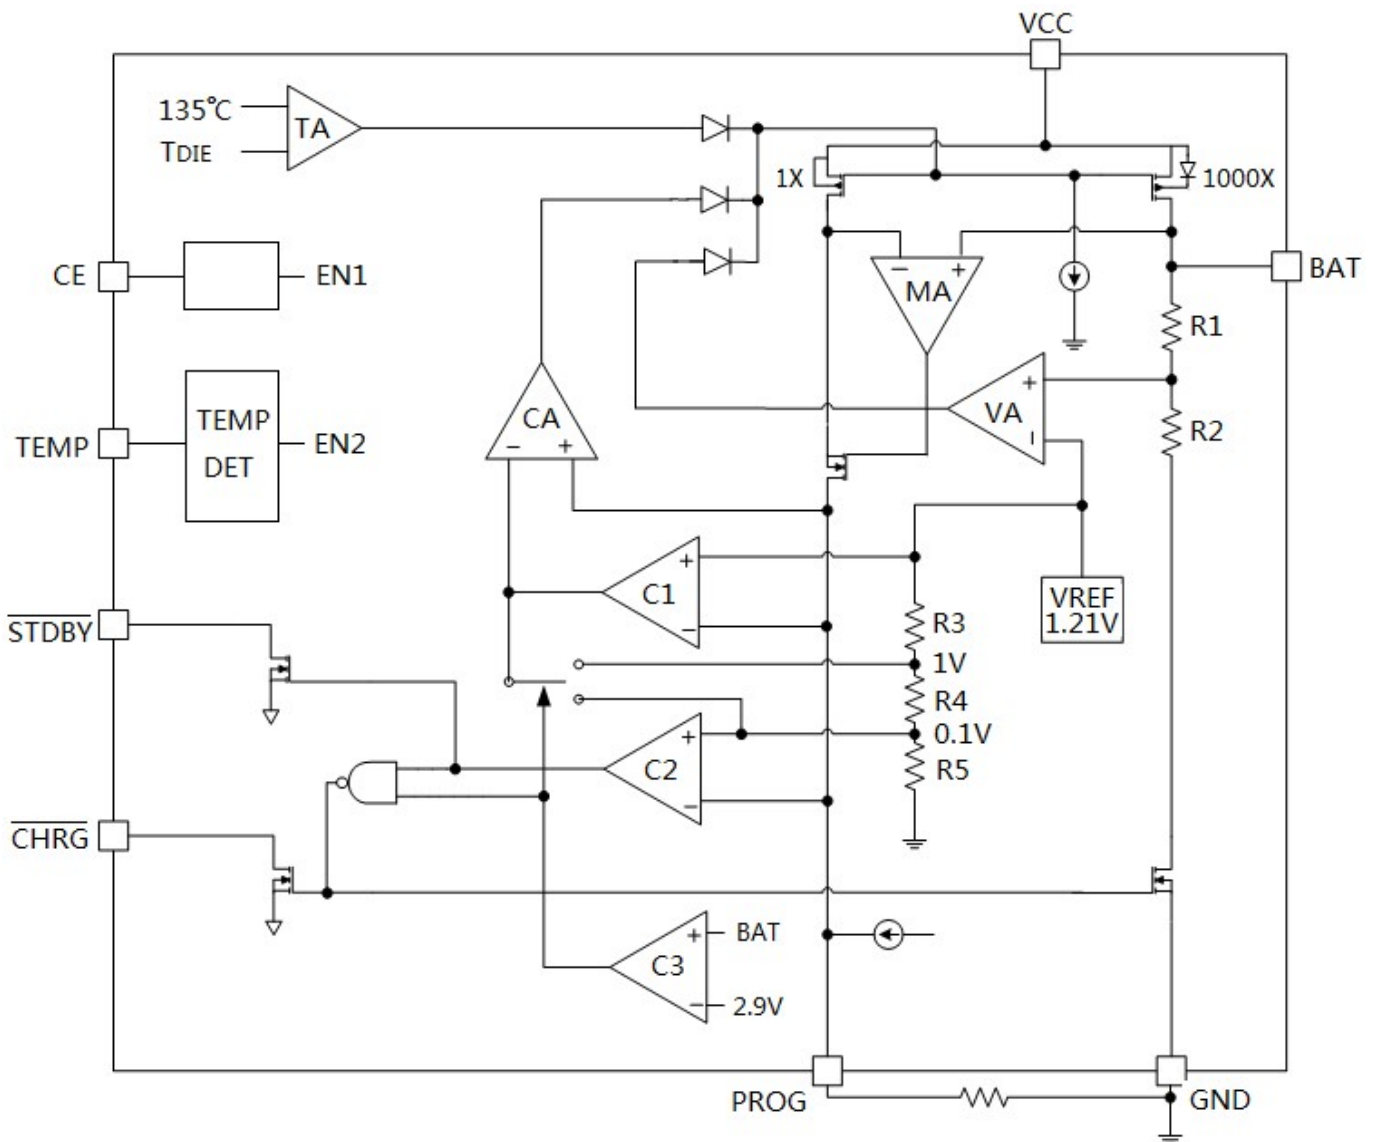 VCC
135℃
TA
TDIE
1X
1000X
CE
EN1
− +
MA
BAT
R1
+
CA
VA
TEMP
TEMP
DET
EN2
− +
−
R2
+
C1
−
VREF
1.21V
STDBY
R3
1V
R4
+
0.1V
C2
R5
−
CHRG
+
BAT
C3
−
2.9V
PROG
GND